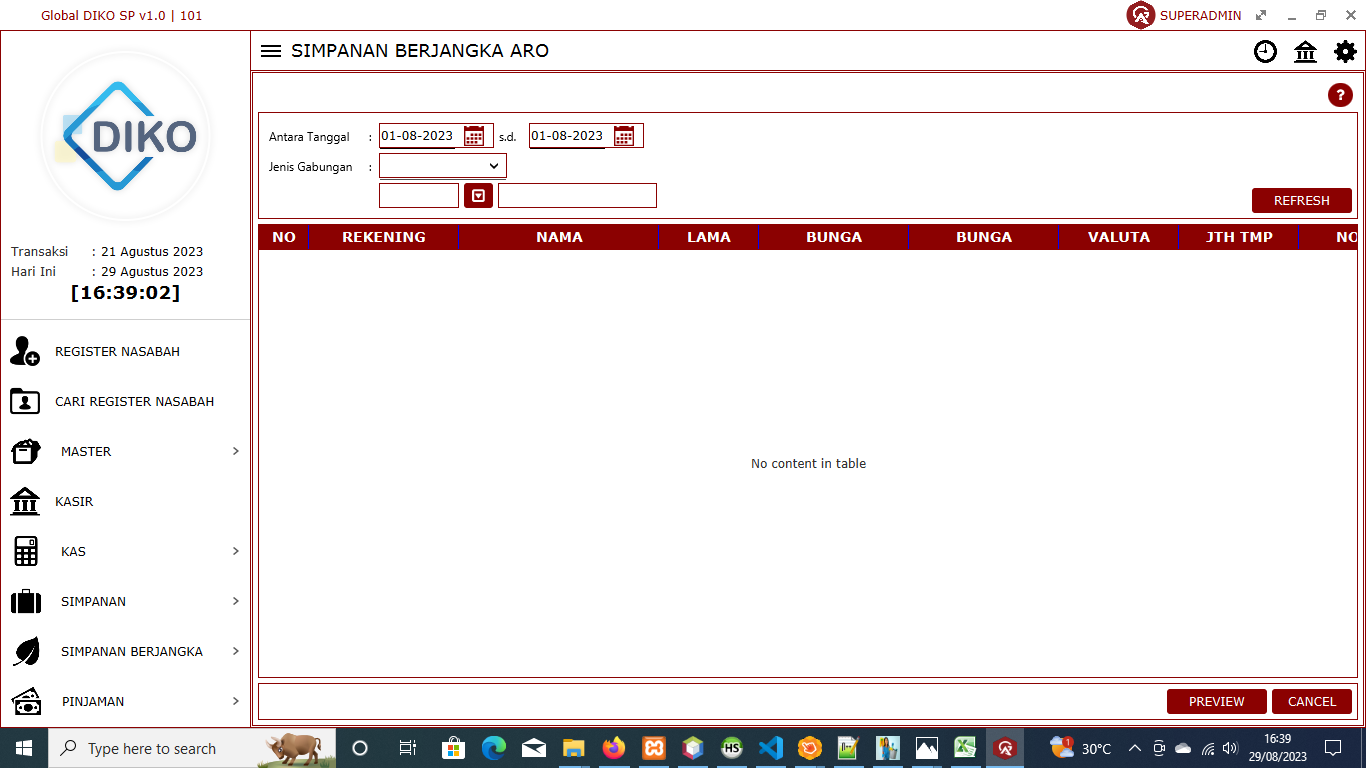 Global DIKO SP v1.0 | 101
SUPERADMIN
SIMPANAN BERJANGKA ARO
DIKO
Transaksi : 21 Agustus 2023
Hari Ini : 29 Agustus 2023
[16:39:02]
REGISTER NASABAH
CARI REGISTER NASABAH
MASTER
KASIR
KAS
SIMPANAN
SIMPANAN BERJANGKA
PINJAMAN
?
Antara Tanggal : 01-08-2023 s.d. 01-08-2023
Jenis Gabungan :
REFRESH
NO REKENING NAMA LAMA BUNGA BUNGA VALUTA JTH TMP NO
No content in table
PREVIEW CANCEL
Type here to search
HS
1
30°C
16:39
29/08/2023